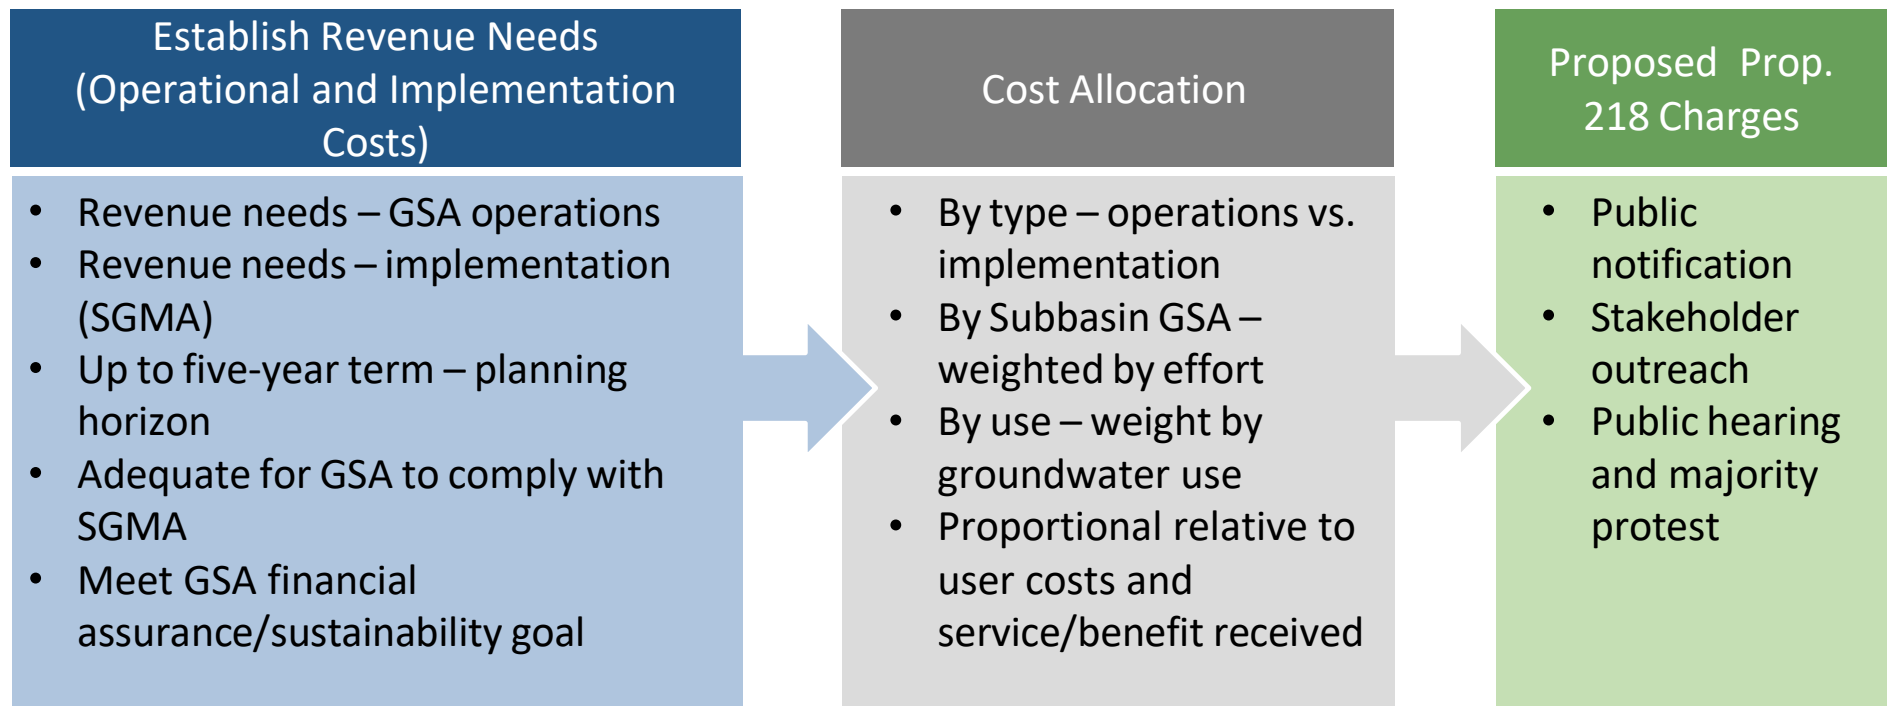 Establish Revenue Needs
(Operational and Implementation
Costs)
• Revenue needs – GSA operations
• Revenue needs – implementation
(SGMA)
• Up to five-year term – planning
horizon
• Adequate for GSA to comply with
SGMA
• Meet GSA financial
assurance/sustainability goal
Cost Allocation
• By type – operations vs.
implementation
• By Subbasin GSA –
weighted by effort
• By use – weight by
groundwater use
• Proportional relative to
user costs and
service/benefit received
Proposed Prop.
218 Charges
• Public
notification
• Stakeholder
outreach
• Public hearing
and majority
protest